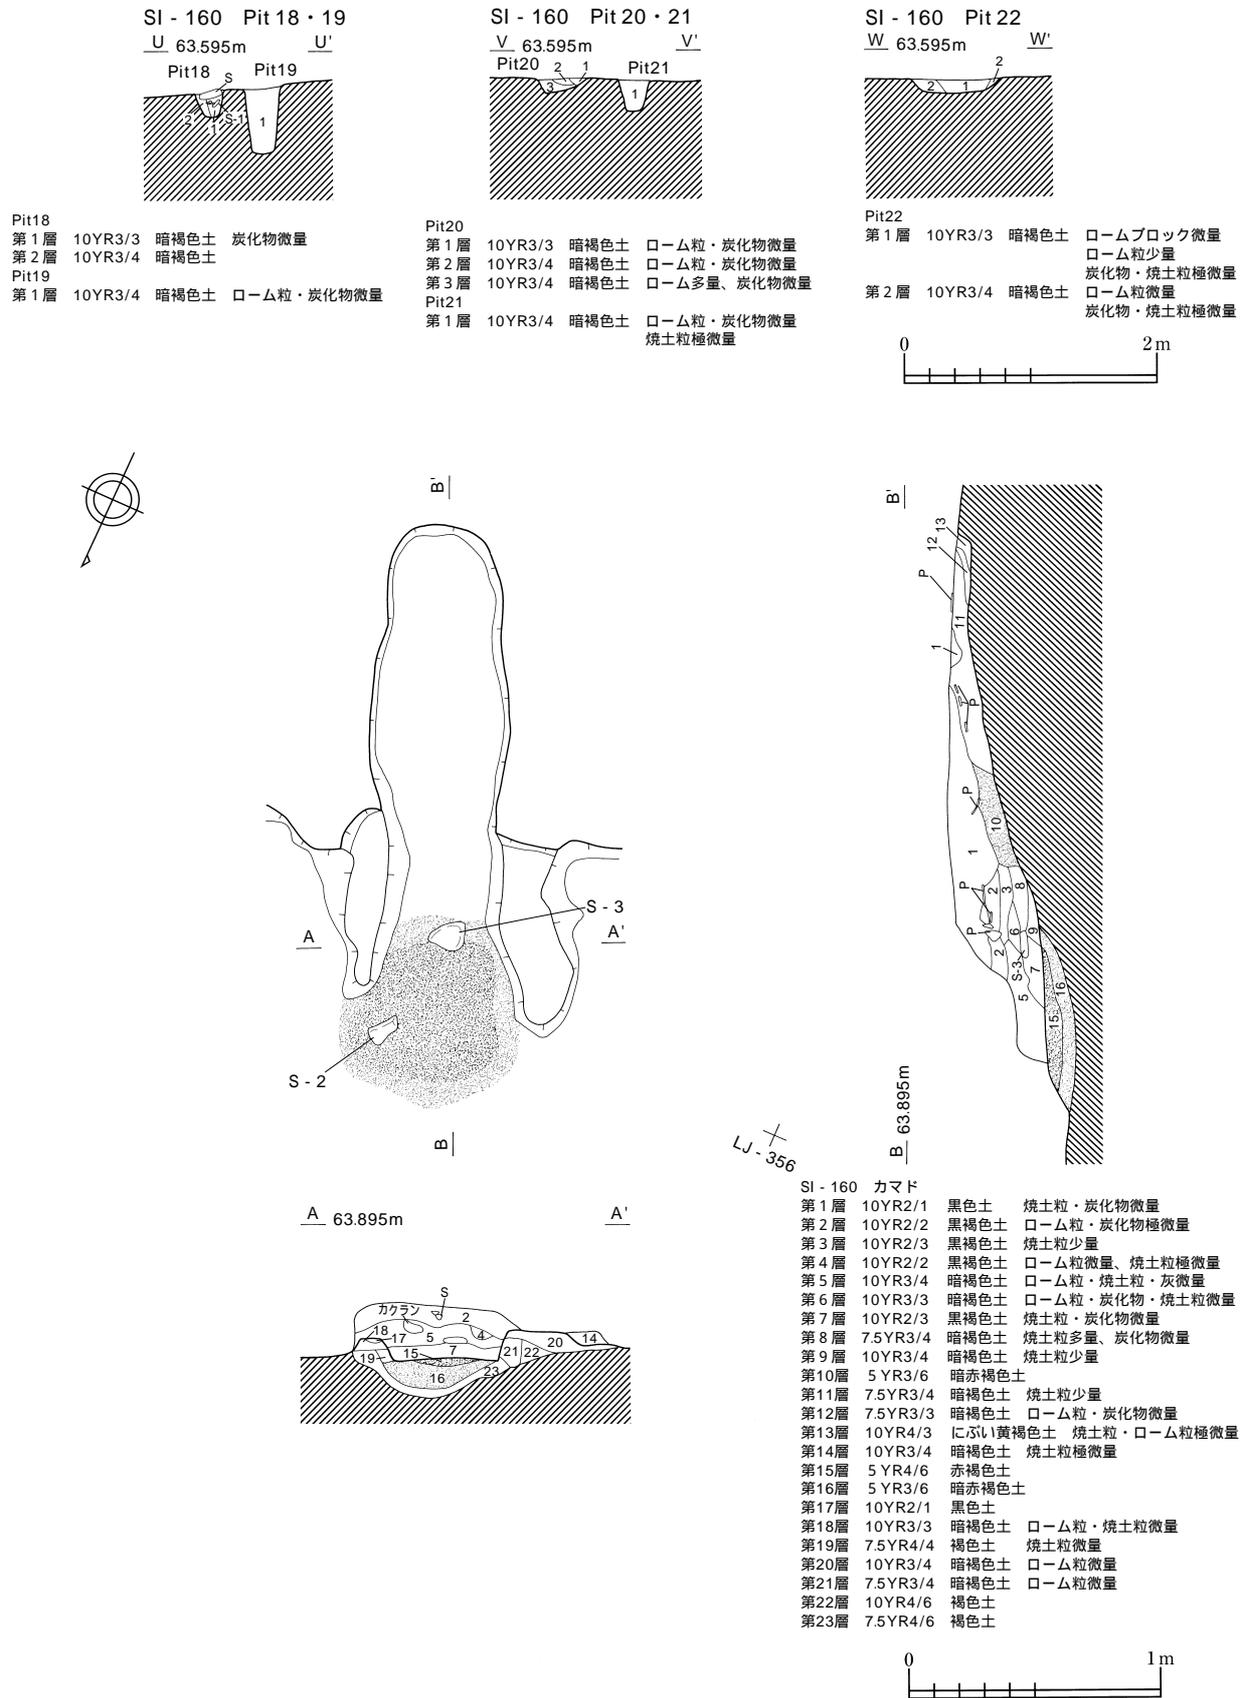 SI - 160　Pit 18・19
U 63.595m U'
Pit18 S Pit19
2 1 S-1 1
Pit18
第1層　10YR3/3　暗褐色土　炭化物微量
第2層　10YR3/4　暗褐色土
Pit19
第1層　10YR3/4　暗褐色土　ローム粒・炭化物微量
SI - 160　Pit 20・21
V 63.595m V'
Pit20 2 1 Pit21
3 1
Pit20
第1層　10YR3/3　暗褐色土　ローム粒・炭化物微量
第2層　10YR3/4　暗褐色土　ローム粒・炭化物微量
第3層　10YR3/4　暗褐色土　ローム多量、炭化物微量
Pit21
第1層　10YR3/4　暗褐色土　ローム粒・炭化物微量
焼土粒極微量
SI - 160　Pit 22
W 63.595m W'
2
2 1
Pit22
第1層　10YR3/3　暗褐色土　ロームブロック微量
ローム粒少量
炭化物・焼土粒極微量
第2層　10YR3/4　暗褐色土　ローム粒微量
炭化物・焼土粒極微量
0 2m
B'
S - 3
A A'
S - 2
B
B'
13
12
P
11
1
P
P
10
1
P
2 3 8
P
6 9
2
S-3 7
5
16
15
B 63.895m
LJ - 356
A 63.895m A'
S
カクラン 2
18 17 5 4 20 14
19 15 7 21 22
16 23
SI - 160　カマド
第1層　10YR2/1　黒色土　焼土粒・炭化物微量
第2層　10YR2/2　黒褐色土　ローム粒・炭化物極微量
第3層　10YR2/3　黒褐色土　焼土粒少量
第4層　10YR2/2　黒褐色土　ローム粒微量、焼土粒極微量
第5層　10YR3/4　暗褐色土　ローム粒・焼土粒・灰微量
第6層　10YR3/3　暗褐色土　ローム粒・炭化物・焼土粒微量
第7層　10YR2/3　黒褐色土　焼土粒・炭化物微量
第8層　7.5YR3/4　暗褐色土　焼土粒多量、炭化物微量
第9層　10YR3/4　暗褐色土　焼土粒少量
第10層　5YR3/6　暗赤褐色土
第11層　7.5YR3/4　暗褐色土　焼土粒少量
第12層　7.5YR3/3　暗褐色土　ローム粒・炭化物微量
第13層　10YR4/3　にぶい黄褐色土　焼土粒・ローム粒極微量
第14層　10YR3/4　暗褐色土　焼土粒極微量
第15層　5YR4/6　赤褐色土
第16層　5YR3/6　暗赤褐色土
第17層　10YR2/1　黒色土
第18層　10YR3/3　暗褐色土　ローム粒・焼土粒微量
第19層　7.5YR4/4　褐色土　焼土粒微量
第20層　10YR3/4　暗褐色土　ローム粒微量
第21層　7.5YR3/4　暗褐色土　ローム粒微量
第22層　10YR4/6　褐色土
第23層　7.5YR4/6　褐色土
0 1m